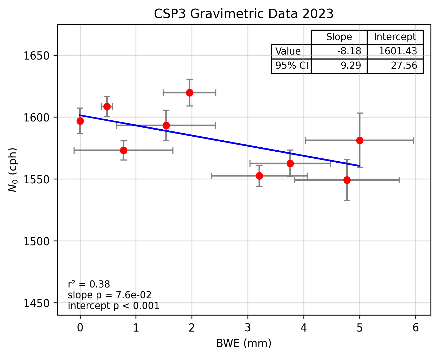 CSP3 Gravimetric Data 2023
Slope Intercept
Value -8.18 1601.43
95% CI 9.29 27.56
1650
1600
1550
1500
1450
N₀ (cph)
r² = 0.38
slope p = 7.6e-02
intercept p < 0.001
0 1 2 3 4 5 6
BWE (mm)